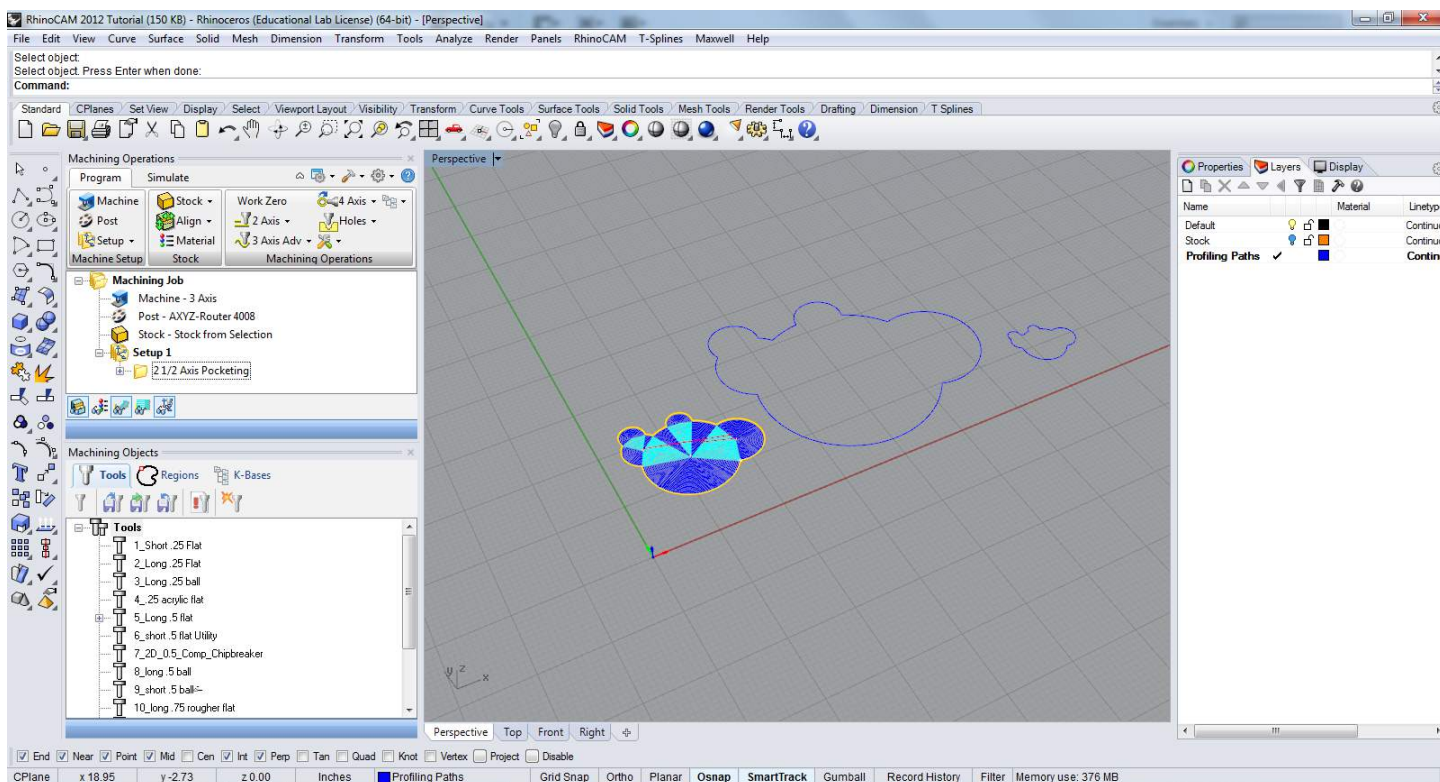 RhinoCAM 2012 Tutorial (150 KB) - Rhinoceros (Educational Lab License) (64-bit) - [Perspective]
File Edit View Curve Surface Solid Mesh Dimension Transform Tools Analyze Render Panels RhinoCAM T-Splines Maxwell Help
Select object:
Select object. Press Enter when done:
Command:
Standard CPlanes Set View Display Select Viewport Layout Visibility Transform Curve Tools Surface Tools Solid Tools Mesh Tools Render Tools Drafting Dimension T Splines
Machining Operations
Program Simulate
Machine Stock Work Zero 4 Axis
Post Align 2 Axis Holes
Setup Material 3 Axis Adv
Machine Setup Stock Machining Operations
Machining Job
Machine - 3 Axis
Post - AXYZ-Router 4008
Stock - Stock from Selection
Setup 1
2 1/2 Axis Pocketing
Machining Objects
Tools Regions K-Bases
Tools
1_Short .25 Flat
2_Long .25 Flat
3_Long .25 ball
4_.25 acrylic flat
5_Long .5 flat
6_short .5 flat Utility
7_2D_0.5_Comp_Chipbreaker
8_long .5 ball
9_short .5 ball
10_long .75 rougher flat
Perspective
y z x
Perspective Top Front Right
Properties Layers Display
Name Material Linetype
Default Continu
Stock Continu
Profiling Paths Contin
End Near Point Mid Cen Int Perp Tan Quad Knot Vertex Project Disable
CPlane x 18.95 y -2.73 z 0.00 Inches Profiling Paths Grid Snap Ortho Planar Osnap SmartTrack Gumball Record History Filter Memory use: 376 MB